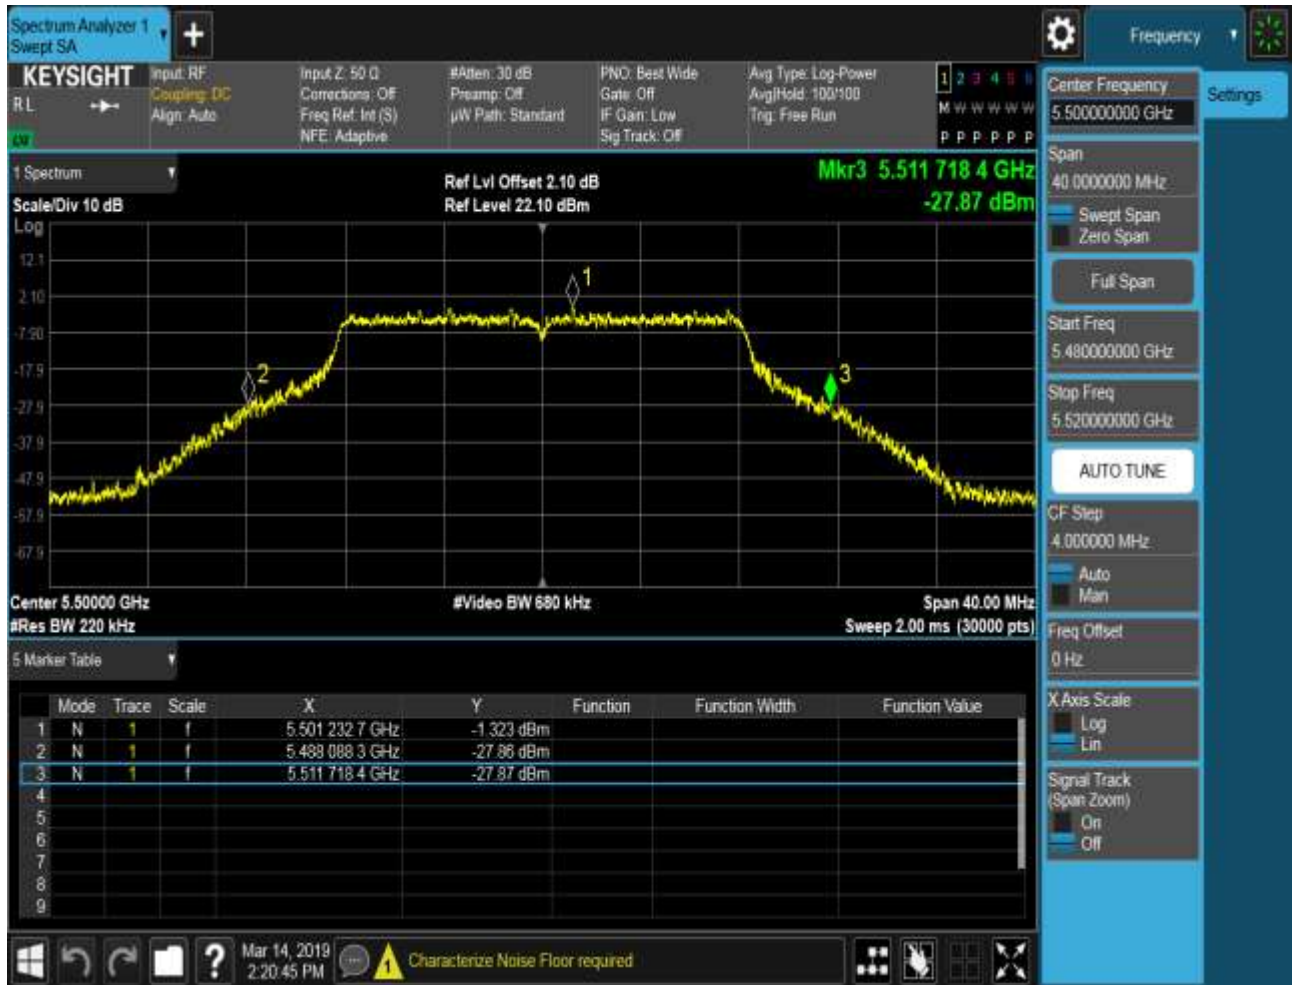 Spectrum Analyzer 1
Swept SA
Frequency
KEYSIGHT
R L
Input: RF
Coupling: DC
Align: Auto
Input Z: 50 Ω
Corrections: Off
Freq Ref: Int (S)
NFE: Adaptive
#Atten: 30 dB
Preamp: Off
µW Path: Standard
PNO: Best Wide
Gate: Off
IF Gain: Low
Sig Track: Off
Avg Type: Log-Power
Avg|Hold: 100/100
Trig: Free Run
1 2 3 4 5 6
M W W W W W
P P P P P P
1 Spectrum
Scale/Div 10 dB
Ref Lvl Offset 2.10 dB
Ref Level 22.10 dBm
Mkr3 5.511 718 4 GHz
-27.87 dBm
Log
12.1
2.10
-7.90
-17.9
-27.9
-37.9
-47.9
-57.9
-67.9
1
2
3
Center 5.50000 GHz
#Video BW 680 kHz
Span 40.00 MHz
#Res BW 220 kHz
Sweep 2.00 ms (30000 pts)
5 Marker Table
Mode Trace Scale X Y Function Function Width Function Value
1 N 1 f 5.501 232 7 GHz -1.323 dBm
2 N 1 f 5.488 088 3 GHz -27.86 dBm
3 N 1 f 5.511 718 4 GHz -27.87 dBm
4
5
6
7
8
9
?
Mar 14, 2019
2:20:45 PM
1
Characterize Noise Floor required
Center Frequency
5.500000000 GHz
Settings
Span
40.0000000 MHz
Swept Span
Zero Span
Full Span
Start Freq
5.480000000 GHz
Stop Freq
5.520000000 GHz
AUTO TUNE
CF Step
4.000000 MHz
Auto
Man
Freq Offset
0 Hz
X Axis Scale
Log
Lin
Signal Track
(Span Zoom)
On
Off